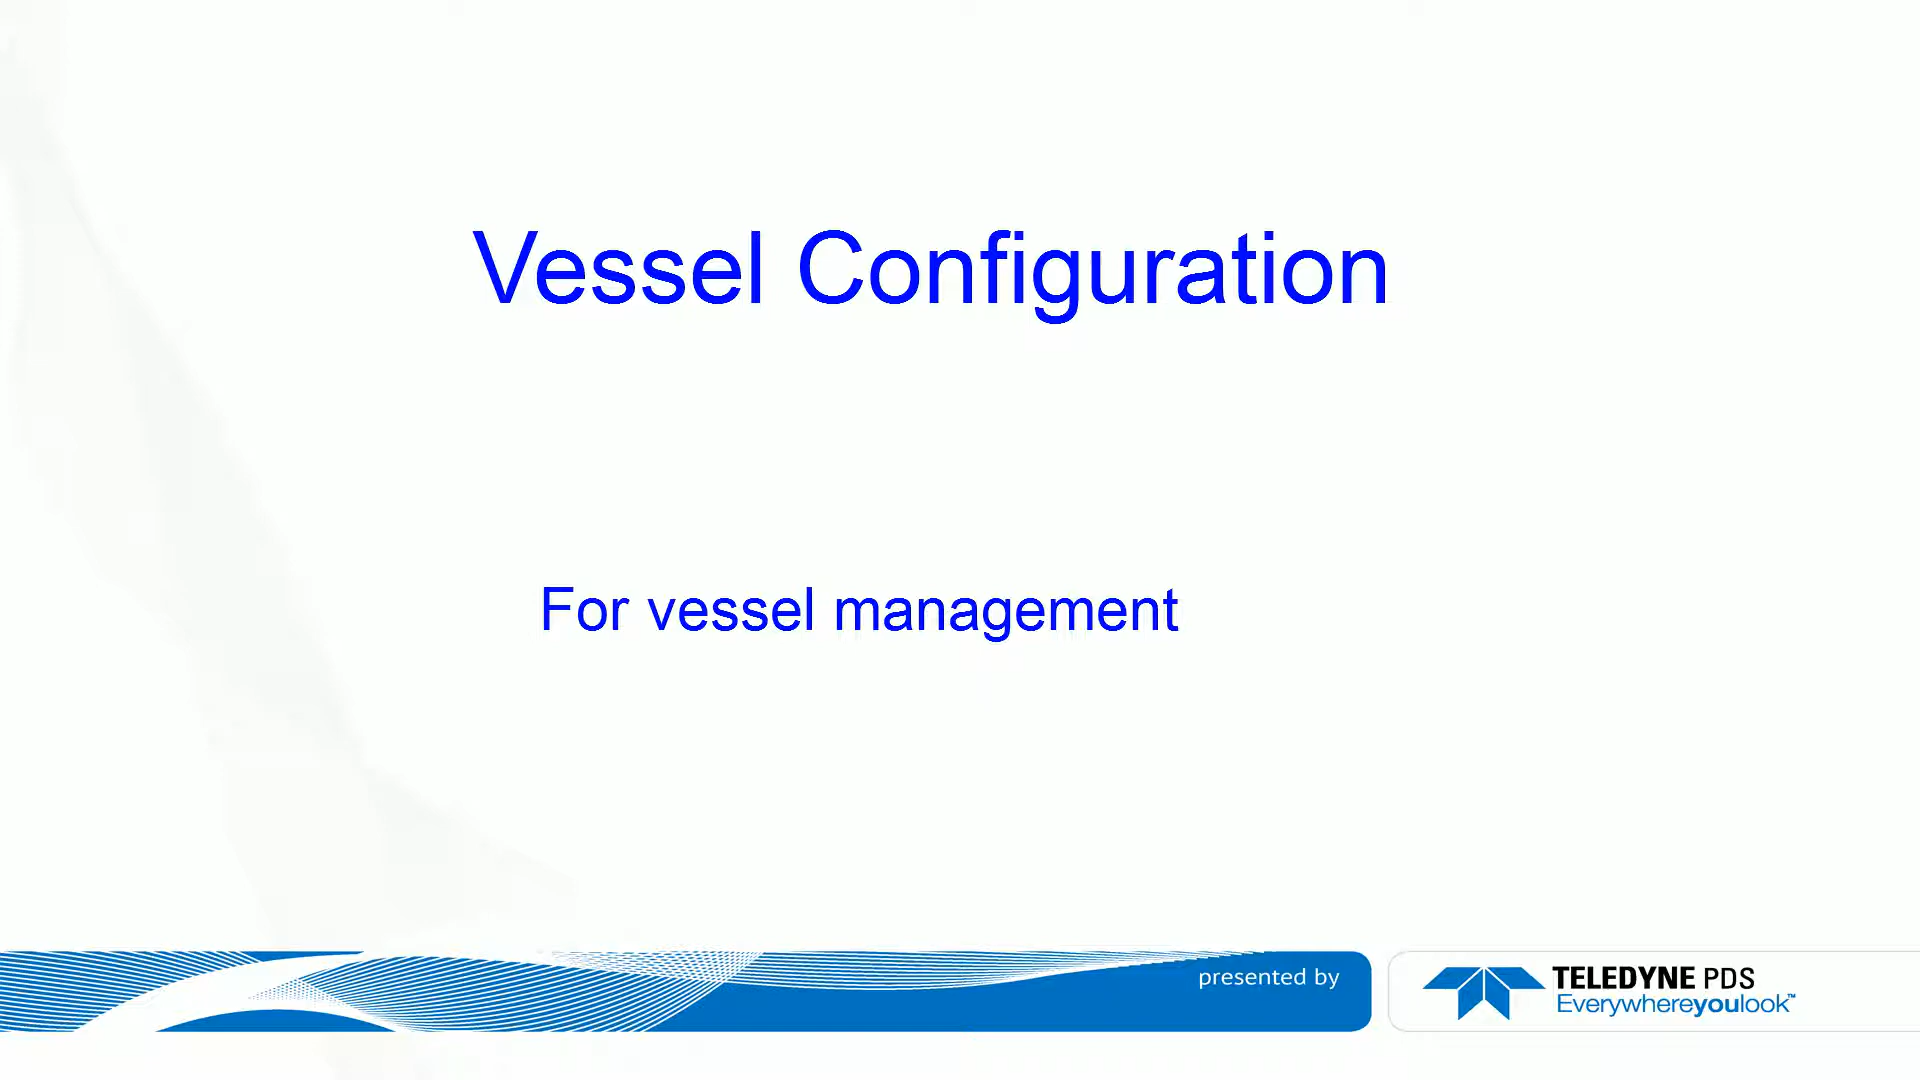 Vessel Configuration
For vessel management
presented by
TELEDYNE PDS
Everywhereyoulook™